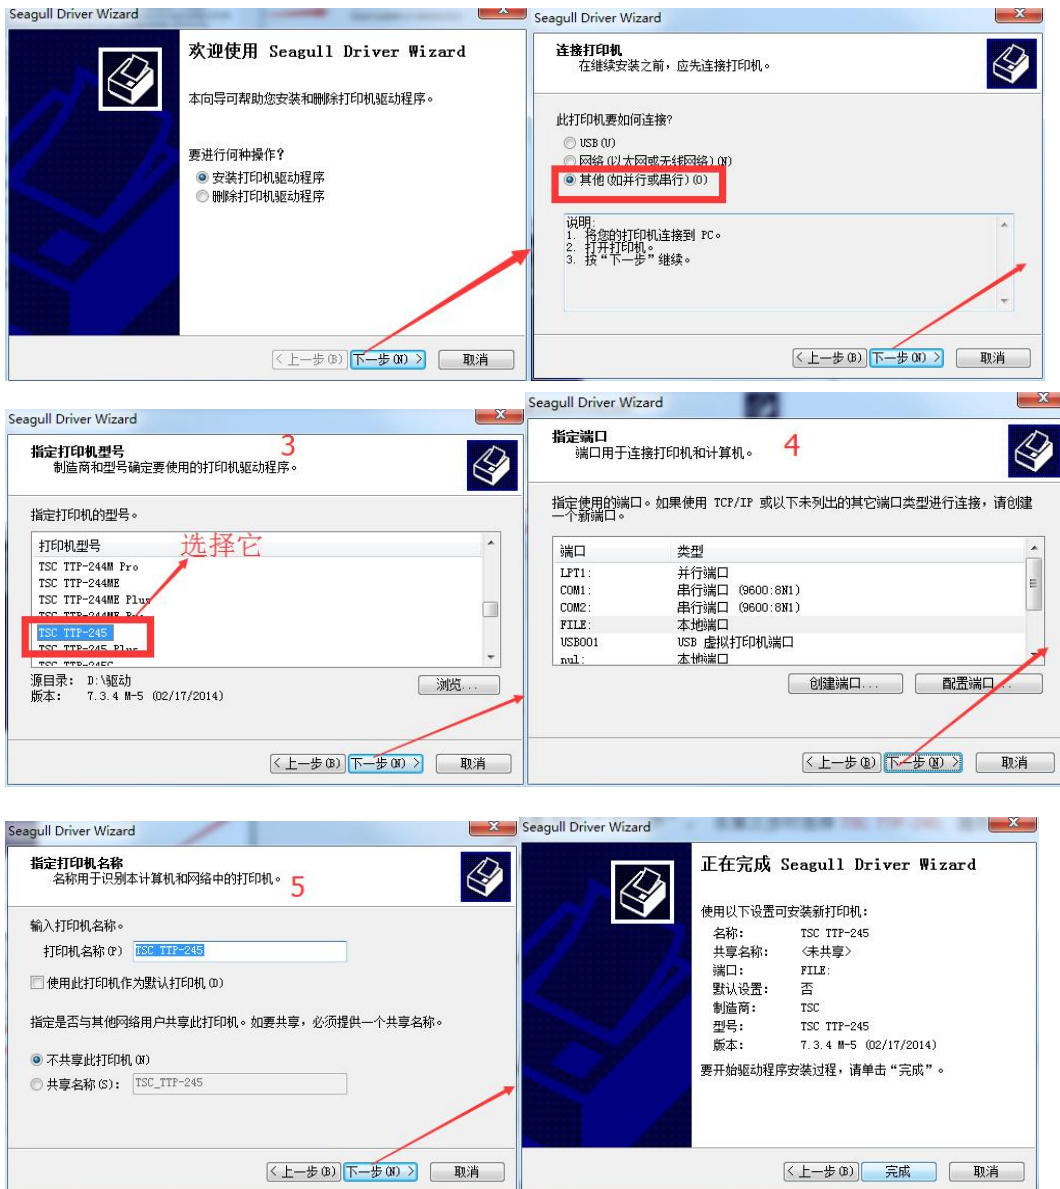 Seagull Driver Wizard
欢迎使用 Seagull Driver Wizard
本向导可帮助您安装和删除打印机驱动程序。
要进行何种操作?
安装打印机驱动程序
删除打印机驱动程序
< 上一步(B) 下一步(N) > 取消
Seagull Driver Wizard
连接打印机
在继续安装之前,应先连接打印机。
此打印机要如何连接?
USB(U)
网络(以太网或无线网络)(N)
其他(如并行或串行)(O)
说明:
1. 将您的打印机连接到 PC。
2. 打开打印机。
3. 按“下一步”继续。
< 上一步(B) 下一步(N) > 取消
Seagull Driver Wizard
指定打印机型号
3
制造商和型号确定要使用的打印机驱动程序。
指定打印机的型号。
打印机型号
选择它
TSC TTP-244M Pro
TSC TTP-244ME
TSC TTP-244ME Plus
TSC TTP-244ME Pro
TSC TTP-245
TSC TTP-245 Plus
TSC TTP-245C
源目录: D:\驱动
版本: 7.3.4 M-5 (02/17/2014)
浏览...
< 上一步(B) 下一步(N) > 取消
Seagull Driver Wizard
指定端口
端口用于连接打印机和计算机。
4
指定使用的端口。如果使用 TCP/IP 或以下未列出的其它端口类型进行连接,请创建
一个新端口。
端口 类型
LPT1: 并行端口
COM1: 串行端口 (9600:8N1)
COM2: 串行端口 (9600:8N1)
FILE: 本地端口
USB001 USB 虚拟打印机端口
nul: 本地端口
创建端口... 配置端口...
< 上一步(B) 下一步(N) > 取消
Seagull Driver Wizard
指定打印机名称
名称用于识别本计算机和网络中的打印机。
5
输入打印机名称。
打印机名称(P) TSC TTP-245
使用此打印机作为默认打印机(D)
指定是否与其他网络用户共享此打印机。如要共享,必须提供一个共享名称。
不共享此打印机(N)
共享名称(S): TSC_TTP-245
< 上一步(B) 下一步(N) > 取消
Seagull Driver Wizard
正在完成 Seagull Driver Wizard
使用以下设置可安装新打印机:
名称: TSC TTP-245
共享名称: <未共享>
端口: FILE:
默认设置: 否
制造商: TSC
型号: TSC TTP-245
版本: 7.3.4 M-5 (02/17/2014)
要开始驱动程序安装过程,请单击“完成”。
< 上一步(B) 完成 取消